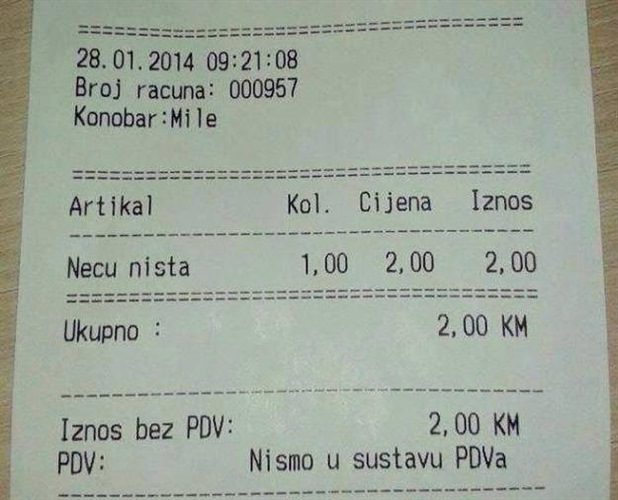 28.01.2014 09:21:08
Broj racuna: 000957
Konobar:Mile
Artikal Kol. Cijena Iznos
Necu nista 1,00 2,00 2,00
Ukupno : 2,00 KM
Iznos bez PDV: 2,00 KM
PDV: Nismo u sustavu PDVa